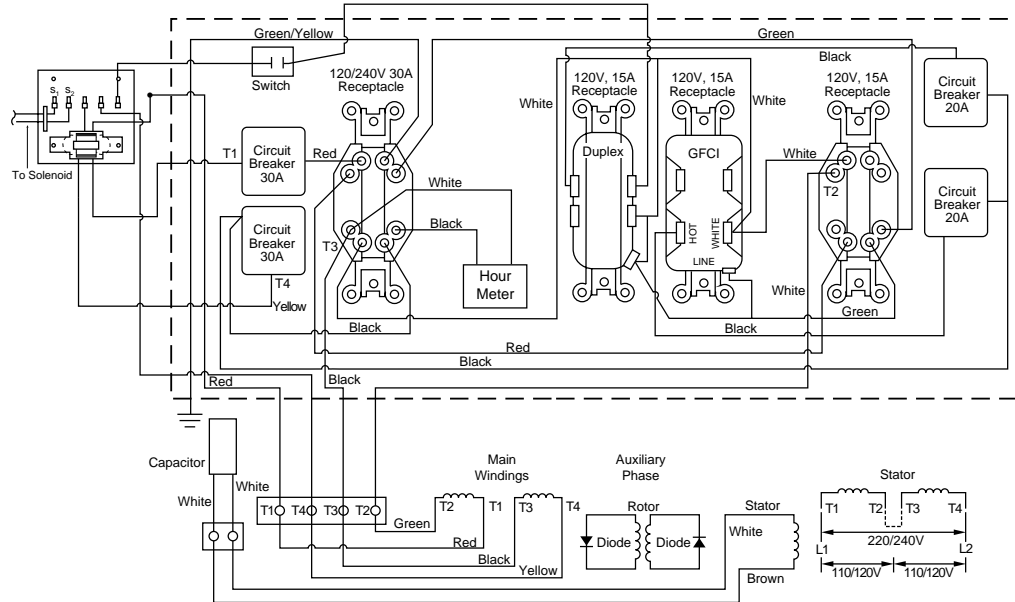 Green/Yellow
Green
Black
Switch
120/240V 30A
Receptacle
120V, 15A
Receptacle
120V, 15A
Receptacle
120V, 15A
Receptacle
Circuit
Breaker
20A
S1
S2
To Solenoid
White
White
T1
Circuit
Breaker
30A
Red
Duplex
GFCI
White
T2
White
Circuit
Breaker
20A
Circuit
Breaker
30A
T3
Black
HOT
WHITE
LINE
T4
Hour
Meter
Yellow
White
Black
Black
Green
Red
Black
Red
Black
Capacitor
White
White
Main
Windings
Auxiliary
Phase
Stator
T1
T4
T3
T2
T2
T1
T3
T4
Green
Red
Black
Yellow
Rotor
Diode
Diode
Stator
White
Brown
T1
T2
T3
T4
220/240V
L1
L2
110/120V
110/120V